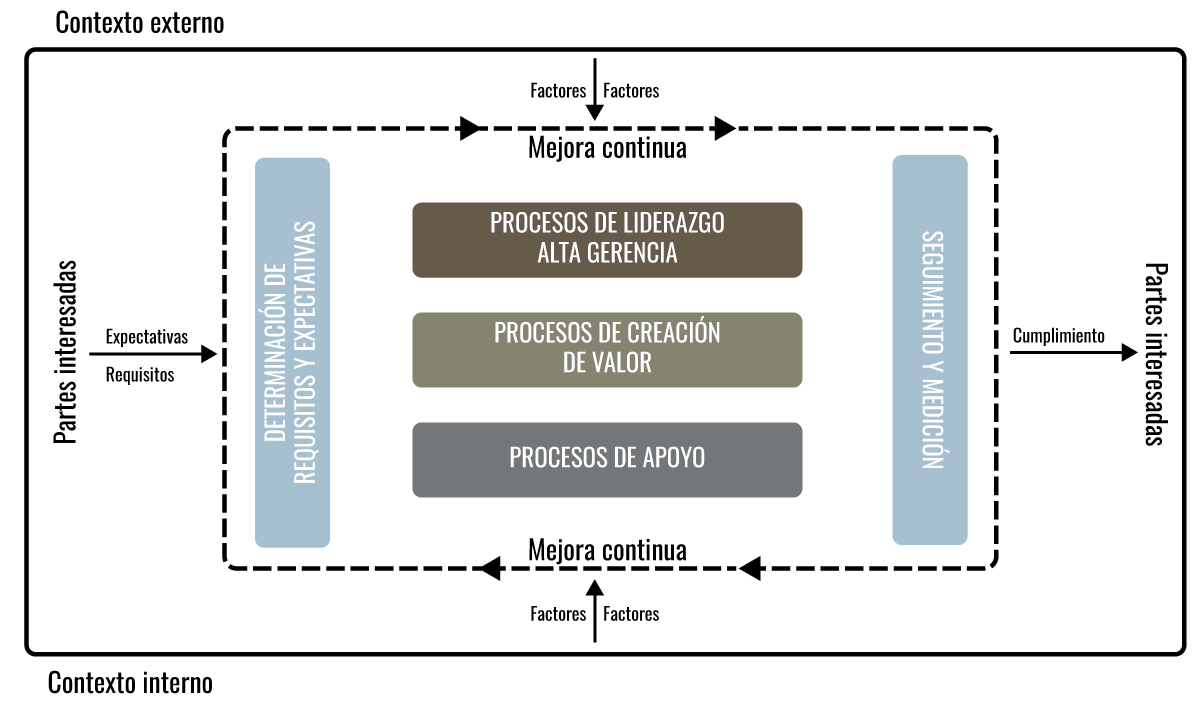 Contexto externo
Factores
Factores
Mejora continua
PROCESOS DE LIDERAZGO
ALTA GERENCIA
Partes interesadas
Expectativas
Requisitos
DETERMINACIÓN DE
REQUISITOS Y EXPECTATIVAS
PROCESOS DE CREACIÓN
DE VALOR
PROCESOS DE APOYO
SEGUIMIENTO Y MEDICIÓN
Cumplimiento
Partes interesadas
Mejora continua
Factores
Factores
Contexto interno